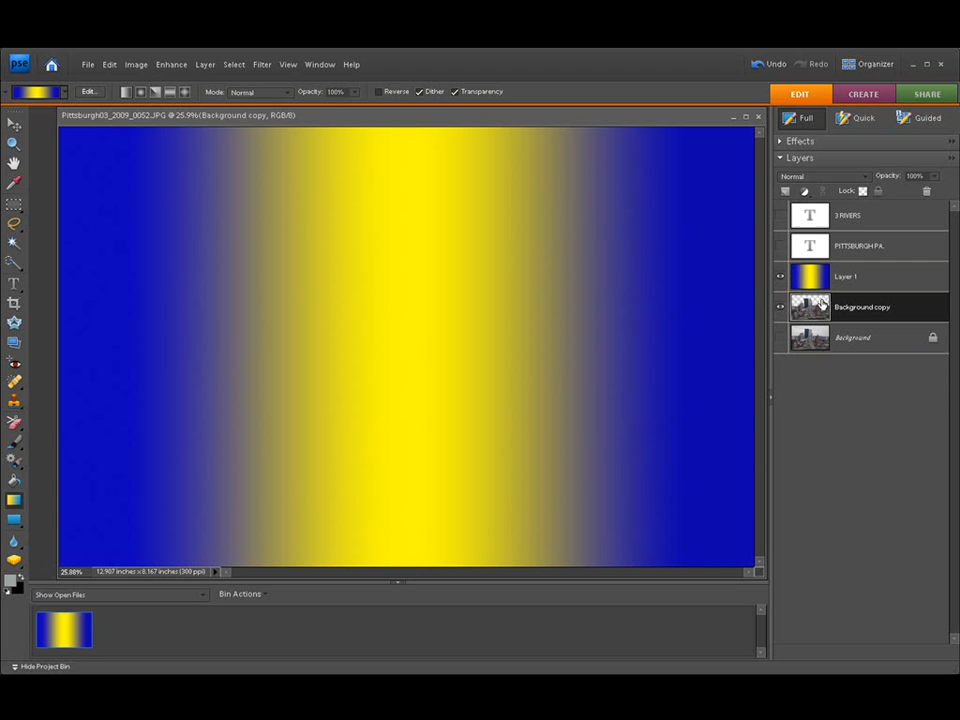 pse File Edit Image Enhance Layer Select Filter View Window Help Undo Redo Organizer
Edit... Mode: Normal Opacity: 100% Reverse Dither Transparency EDIT CREATE SHARE
Pittsburgh03_2009_0052.JPG @ 25.9%(Background copy, RGB/8) Full Quick Guided
Effects
Layers
Normal Opacity: 100%
Lock:
T 3 RIVERS
T PITTSBURGH PA.
Layer 1
Background copy
Background
T
25.88% 12.907 inches x 8.167 inches (300 ppi)
Show Open Files Bin Actions
Hide Project Bin